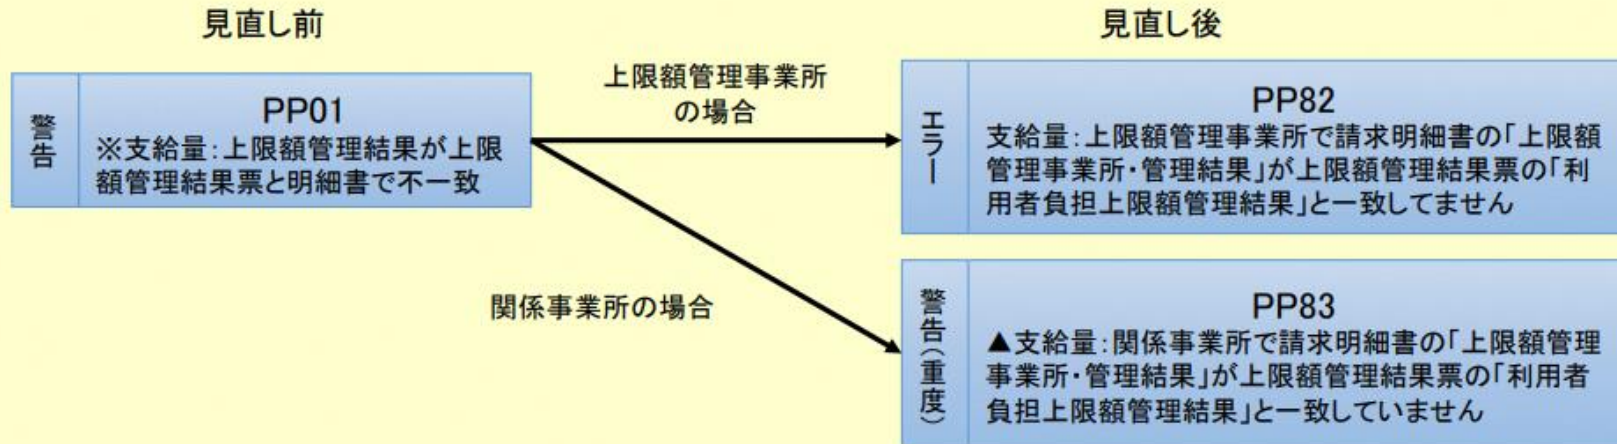 見直し前
見直し後
警告
PP01
※支給量：上限額管理結果が上限
額管理結果票と明細書で不一致
上限額管理事業所
の場合
エラー
PP82
支給量：上限額管理事業所で請求明細書の「上限額
管理事業所・管理結果」が上限額管理結果票の「利
用者負担上限額管理結果」と一致してません
関係事業所の場合
警告（重度）
PP83
▲支給量：関係事業所で請求明細書の「上限額管理
事業所・管理結果」が上限額管理結果票の「利用者
負担上限額管理結果」と一致していません